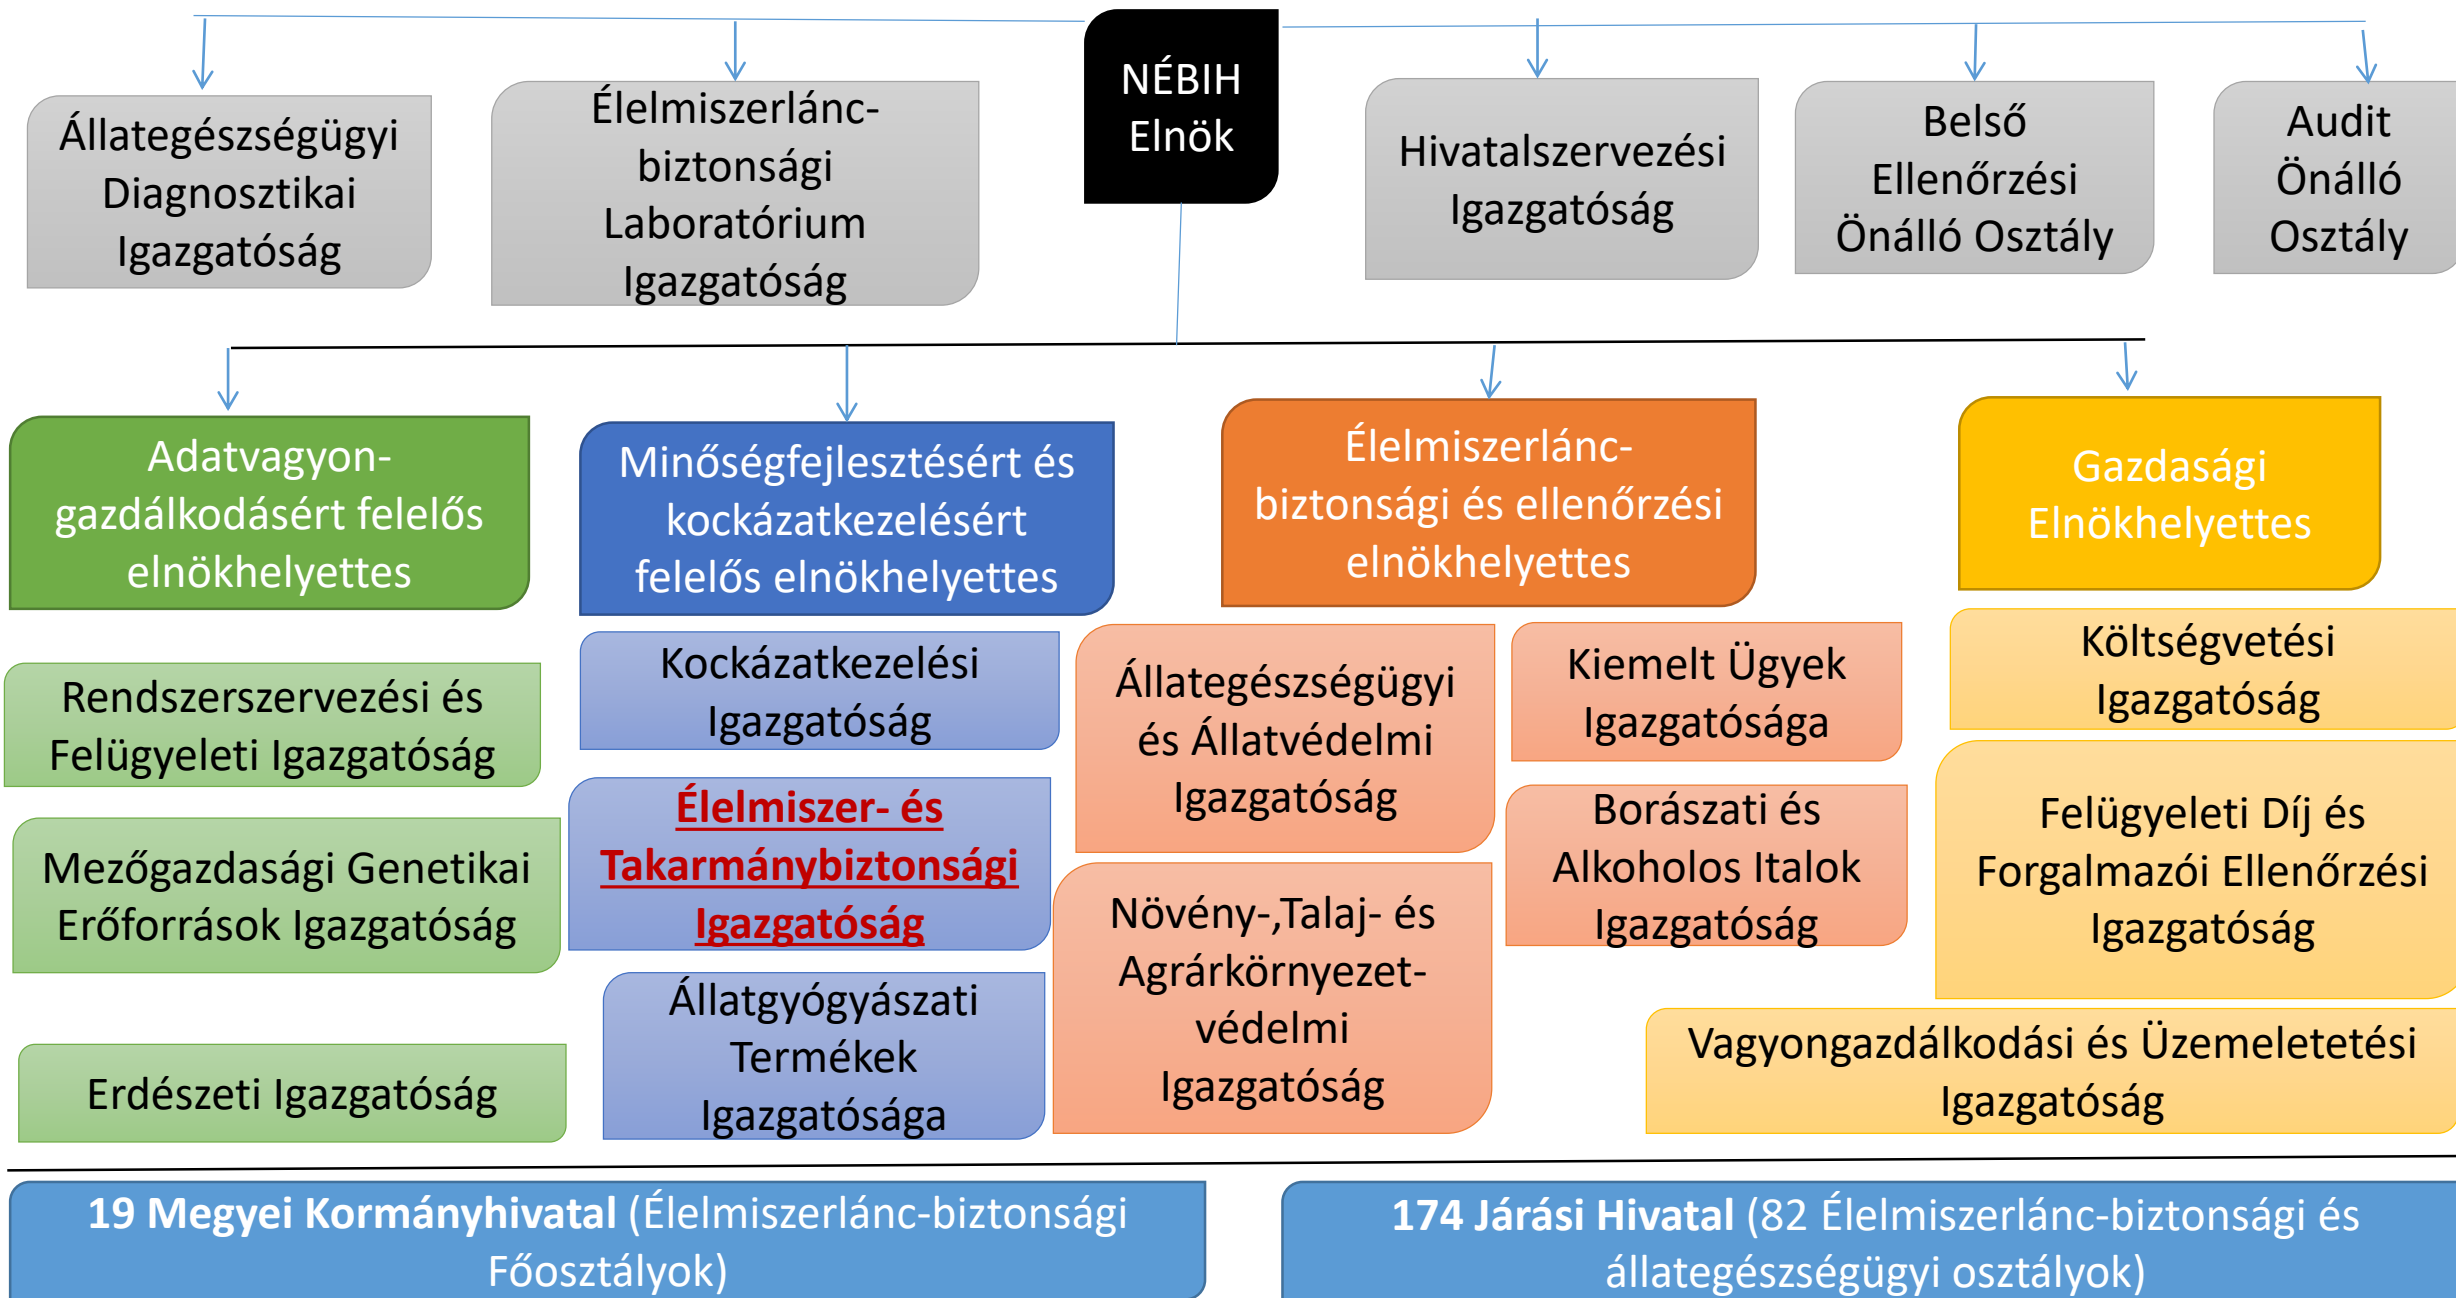 NÉBIH
Elnök
Állategészségügyi
Diagnosztikai
Igazgatóság
Élelmiszerlánc-
biztonsági
Laboratórium
Igazgatóság
Hivatalszervezési
Igazgatóság
Belső
Ellenőrzési
Önálló Osztály
Audit
Önálló
Osztály
Adatvagyon-
gazdálkodásért felelős
elnökhelyettes
Minőségfejlesztésért és
kockázatkezelésért
felelős elnökhelyettes
Élelmiszerlánc-
biztonsági és ellenőrzési
elnökhelyettes
Gazdasági
Elnökhelyettes
Rendszerszervezési és
Felügyeleti Igazgatóság
Mezőgazdasági Genetikai
Erőforrások Igazgatóság
Erdészeti Igazgatóság
Kockázatkezelési
Igazgatóság
Élelmiszer- és
Takarmánybiztonsági
Igazgatóság
Állatgyógyászati
Termékek
Igazgatósága
Állategészségügyi
és Állatvédelmi
Igazgatóság
Növény-,Talaj- és
Agrárkörnyezet-
védelmi
Igazgatóság
Kiemelt Ügyek
Igazgatósága
Borászati és
Alkoholos Italok
Igazgatóság
Költségvetési
Igazgatóság
Felügyeleti Díj és
Forgalmazói Ellenőrzési
Igazgatóság
Vagyongazdálkodási és Üzemeletetési
Igazgatóság
19 Megyei Kormányhivatal (Élelmiszerlánc-biztonsági
Főosztályok)
174 Járási Hivatal (82 Élelmiszerlánc-biztonsági és
állategészségügyi osztályok)